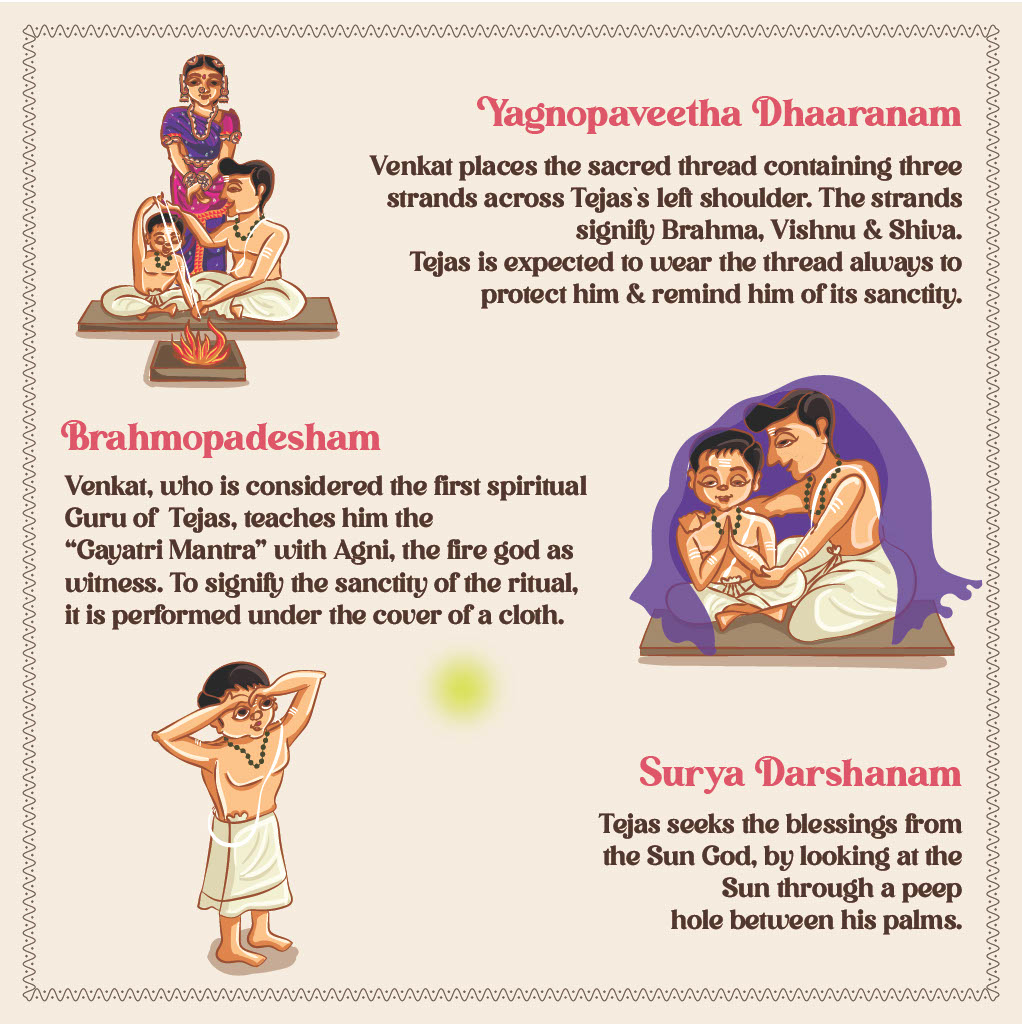 Yagnopaveetha Dhaaranam
Venkat places the sacred thread containing three
strands across Tejas`s left shoulder. The strands
signify Brahma, Vishnu & Shiva.
Tejas is expected to wear the thread always to
protect him & remind him of its sanctity.
Brahmopadesham
Venkat, who is considered the first spiritual
Guru of Tejas, teaches him the
“Gayatri Mantra” with Agni, the fire god as
witness. To signify the sanctity of the ritual,
it is performed under the cover of a cloth.
Surya Darshanam
Tejas seeks the blessings from
the Sun God, by looking at the
Sun through a peep
hole between his palms.